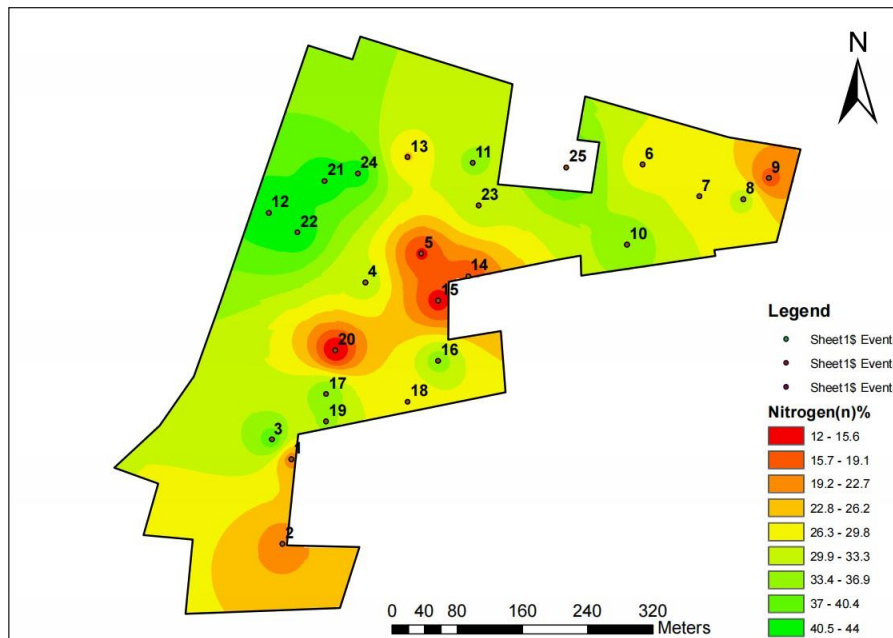 N
13
11
25
6
24
21
9
7
8
12
23
22
10
5
14
4
15
20
16
17
18
19
3
1
2
Legend
Sheet1$ Event
Sheet1$ Event
Sheet1$ Event
Nitrogen(n)%
12 - 15.6
15.7 - 19.1
19.2 - 22.7
22.8 - 26.2
26.3 - 29.8
29.9 - 33.3
33.4 - 36.9
37 - 40.4
40.5 - 44
0 20 40 80 160 240 320
Meters